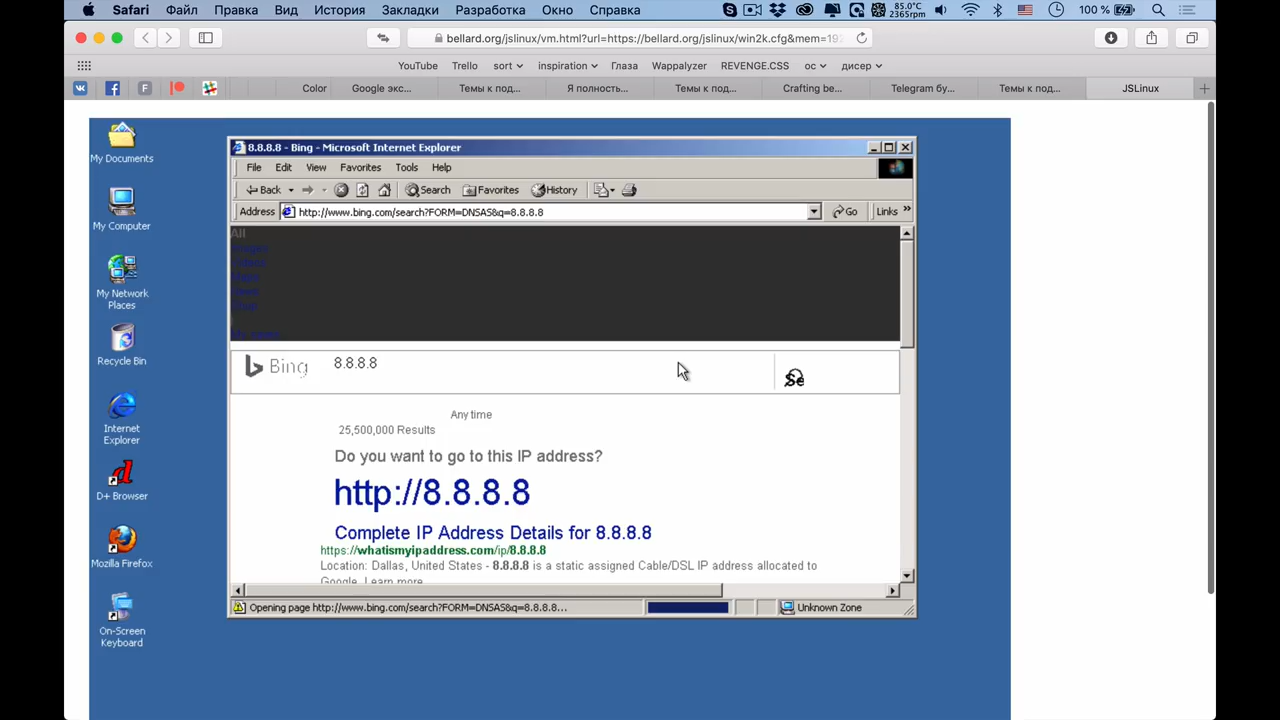 Safari Файл Правка Вид История Закладки Разработка Окно Справка 85.0°C 2365rpm 100 %
bellard.org/jslinux/vm.html?url=https://bellard.org/jslinux/win2k.cfg&mem=19
YouTube Trello sort inspiration Глаза Wappalyzer REVENGE.CSS ос дисер
Color Google экс... Темы к под... Я полность... Темы к под... Crafting be... Telegram бу... Темы к под... JSLinux
My Documents
My Computer
My Network
Places
Recycle Bin
Internet
Explorer
D+ Browser
Mozilla Firefox
On-Screen
Keyboard
8.8.8.8 - Bing - Microsoft Internet Explorer
File Edit View Favorites Tools Help
Back Search Favorites History
Address http://www.bing.com/search?FORM=DNSAS&q=8.8.8.8 Go Links »
All
Bing 8.8.8.8 Se
Any time
25,500,000 Results
Do you want to go to this IP address?
http://8.8.8.8
Complete IP Address Details for 8.8.8.8
https://whatismyipaddress.com/ip/8.8.8.8
Location: Dallas, United States - 8.8.8.8 is a static assigned Cable/DSL IP address allocated to
Google. Learn more
Opening page http://www.bing.com/search?FORM=DNSAS&q=8.8.8.8... Unknown Zone